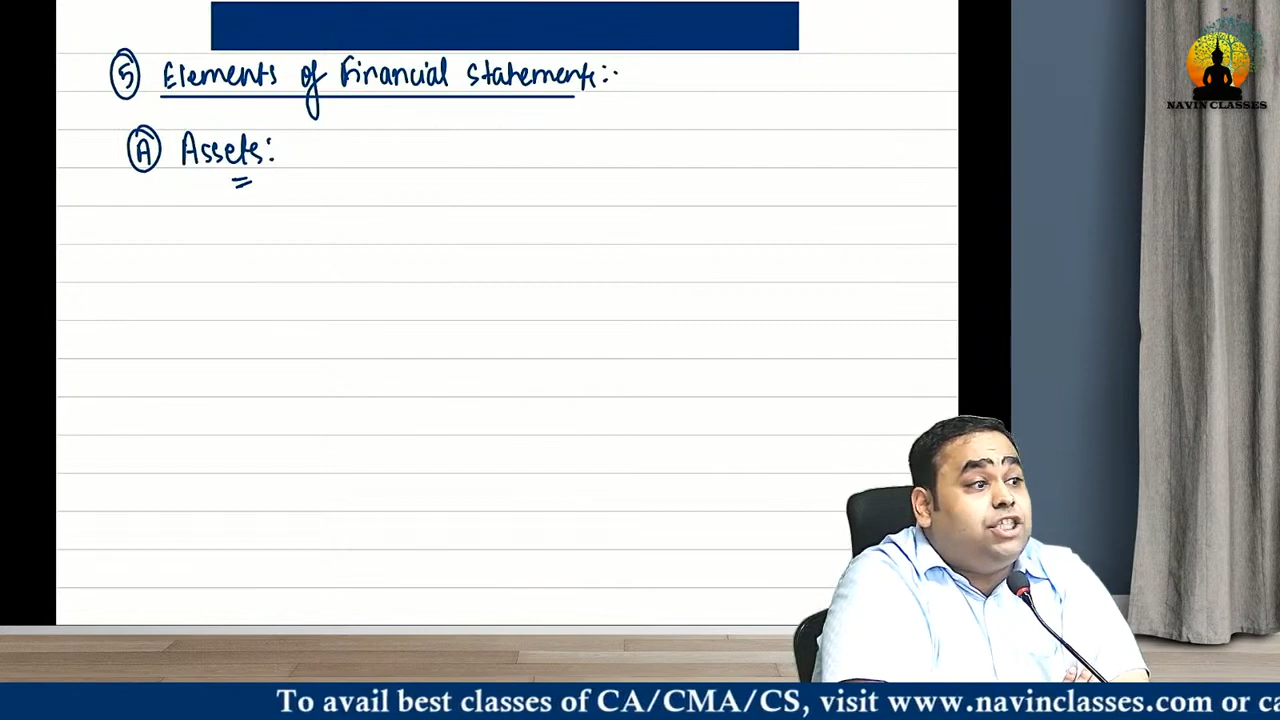 5 Elements of Financial Statements:-
A Assets:
NAVIN CLASSES
To avail best classes of CA/CMA/CS, visit www.navinclasses.com or ca